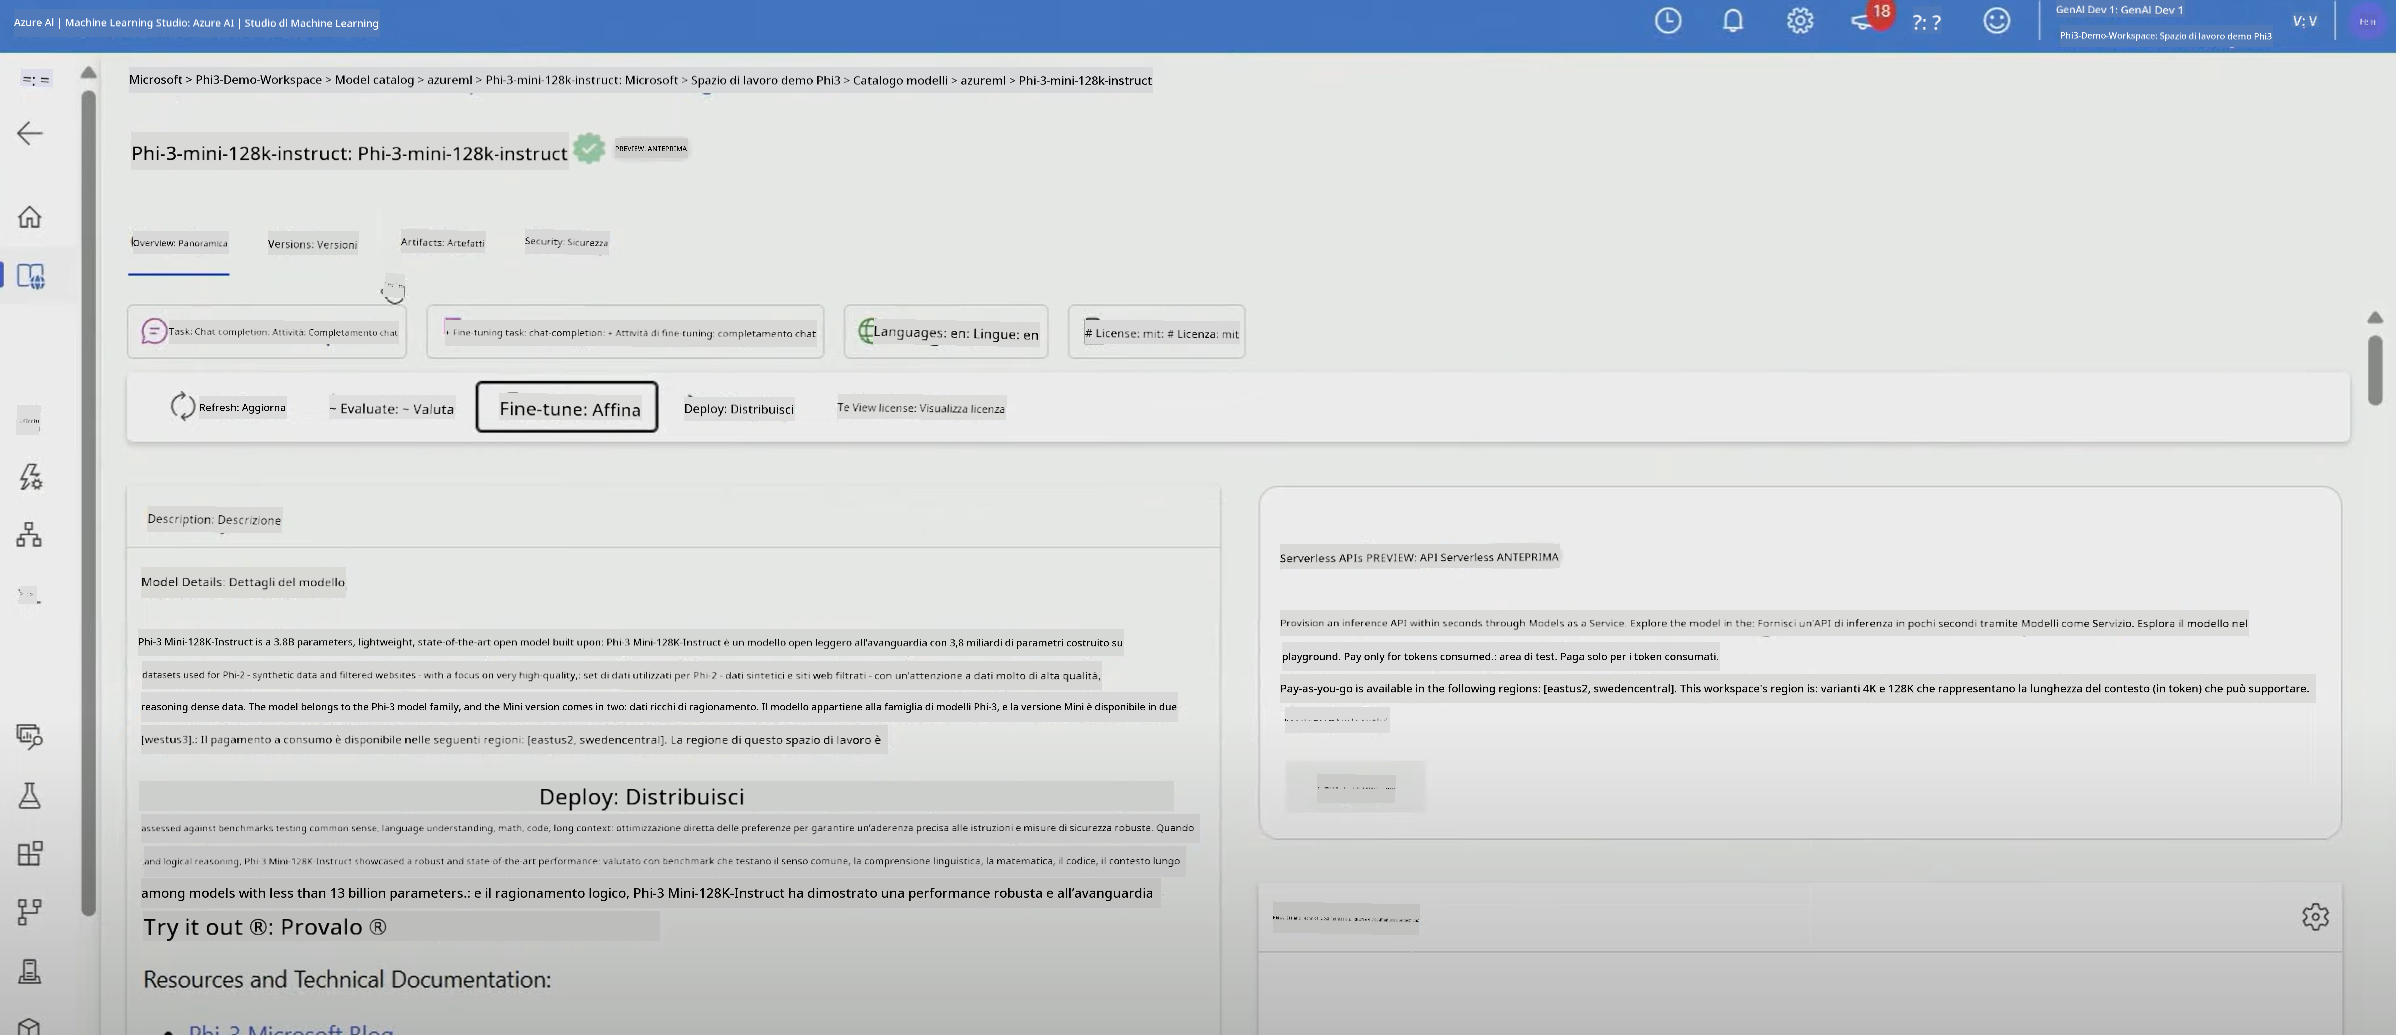 Azure AI | Machine Learning Studio: Azure AI | Studio di Machine Learning
18
?: ?
GenAI Dev 1: GenAI Dev 1
Phi3-Demo-Workspace: Spazio di lavoro demo Phi3
V: V
Microsoft > Phi3-Demo-Workspace > Model catalog > azureml > Phi-3-mini-128k-instruct: Microsoft > Spazio di lavoro demo Phi3 > Catalogo modelli > azureml > Phi-3-mini-128k-instruct
Phi-3-mini-128k-instruct: Phi-3-mini-128k-instruct
PREVIEW: ANTEPRIMA
Overview: Panoramica
Versions: Versioni
Artifacts: Artefatti
Security: Sicurezza
Task: Chat completion: Attività: Completamento chat
+ Fine-tuning task: chat-completion: + Attività di fine-tuning: completamento chat
Languages: en: Lingue: en
# License: mit: # Licenza: mit
Refresh: Aggiorna
~ Evaluate: ~ Valuta
Fine-tune: Affina
Deploy: Distribuisci
Te View license: Visualizza licenza
Description: Descrizione
Model Details: Dettagli del modello
Phi-3 Mini-128K-Instruct is a 3.8B parameters, lightweight, state-of-the-art open model built upon: Phi-3 Mini-128K-Instruct è un modello open leggero all'avanguardia con 3,8 miliardi di parametri costruito su
datasets used for Phi-2 - synthetic data and filtered websites - with a focus on very high-quality,: set di dati utilizzati per Phi-2 - dati sintetici e siti web filtrati - con un'attenzione a dati molto di alta qualità,
reasoning dense data. The model belongs to the Phi-3 model family, and the Mini version comes in two: dati ricchi di ragionamento. Il modello appartiene alla famiglia di modelli Phi-3, e la versione Mini è disponibile in due
[westus3].: Il pagamento a consumo è disponibile nelle seguenti regioni: [eastus2, swedencentral]. La regione di questo spazio di lavoro è
Deploy: Distribuisci
assessed against benchmarks testing common sense, language understanding, math, code, long context: ottimizzazione diretta delle preferenze per garantire un'aderenza precisa alle istruzioni e misure di sicurezza robuste. Quando
and logical reasoning, Phi-3 Mini-128K-Instruct showcased a robust and state-of-the-art performance: valutato con benchmark che testano il senso comune, la comprensione linguistica, la matematica, il codice, il contesto lungo
among models with less than 13 billion parameters.: e il ragionamento logico, Phi-3 Mini-128K-Instruct ha dimostrato una performance robusta e all'avanguardia
Try it out ®: Provalo ®
Resources and Technical Documentation:
Phi-3 Microsoft Blog
Serverless APIs PREVIEW: API Serverless ANTEPRIMA
Provision an inference API within seconds through Models as a Service. Explore the model in the: Fornisci un'API di inferenza in pochi secondi tramite Modelli come Servizio. Esplora il modello nel
playground. Pay only for tokens consumed.: area di test. Paga solo per i token consumati.
Pay-as-you-go is available in the following regions: [eastus2, swedencentral]. This workspace's region is: varianti 4K e 128K che rappresentano la lunghezza del contesto (in token) che può supportare.